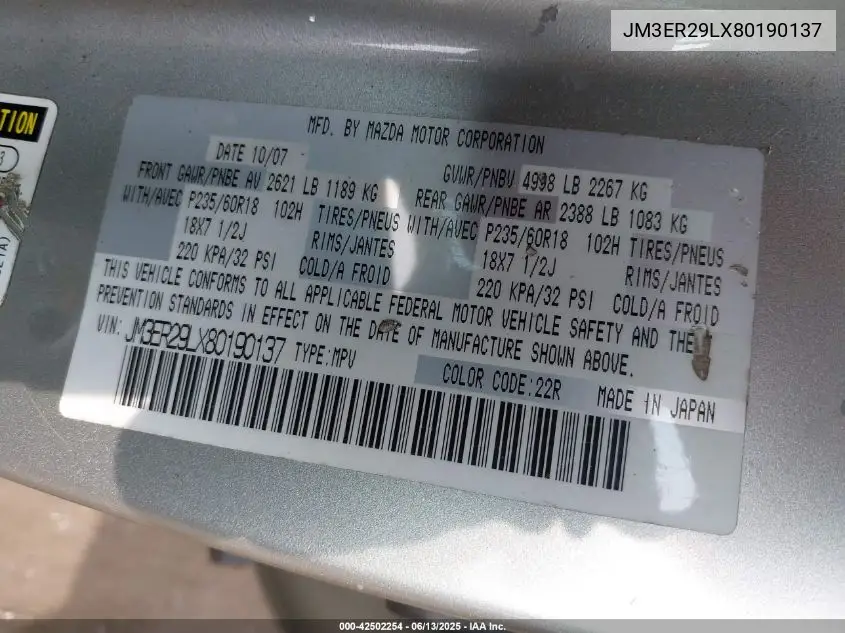 JM3ER29LX80190137
TION
3
MFD. BY MAZDA MOTOR CORPORATION
DATE 10/07
GVWR/PNBV 4998 LB 2267 KG
FRONT GAWR/PNBE AV 2621 LB 1189 KG
REAR GAWR/PNBE AR 2388 LB 1083 KG
WITH/AVEC P235/60R18 102H TIRES/PNEUS
WITH/AVEC P235/60R18 102H TIRES/PNEUS
18X7 1/2J RIMS/JANTES
18X7 1/2J RIMS/JANTES
220 KPA/32 PSI COLD/A FROID
220 KPA/32 PSI COLD/A FROID
THIS VEHICLE CONFORMS TO ALL APPLICABLE FEDERAL MOTOR VEHICLE SAFETY AND THEFT
PREVENTION STANDARDS IN EFFECT ON THE DATE OF MANUFACTURE SHOWN ABOVE.
VIN: JM3ER29LX80190137 TYPE:MPV
COLOR CODE:22R MADE IN JAPAN
000-42502254 - 06/13/2025 - IAA Inc.